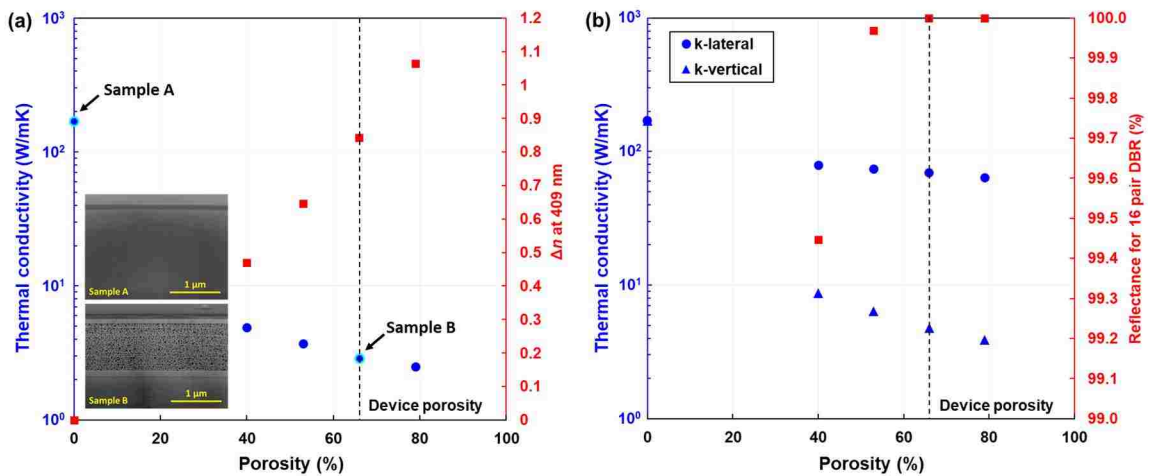 (a)
Thermal conductivity (W/mK)
10³
10²
10¹
10⁰
Sample A
Sample B
Device porosity
Sample A
1 µm
Sample B
1 µm
0 20 40 60 80 100
Porosity (%)
1.2
1.1
1
0.9
0.8
0.7
0.6
0.5
0.4
0.3
0.2
0.1
0
Δn at 409 nm
(b)
Thermal conductivity (W/mK)
10³
10²
10¹
10⁰
k-lateral
k-vertical
Device porosity
0 20 40 60 80 100
Porosity (%)
100.0
99.9
99.8
99.7
99.6
99.5
99.4
99.3
99.2
99.1
99.0
Reflectance for 16 pair DBR (%)